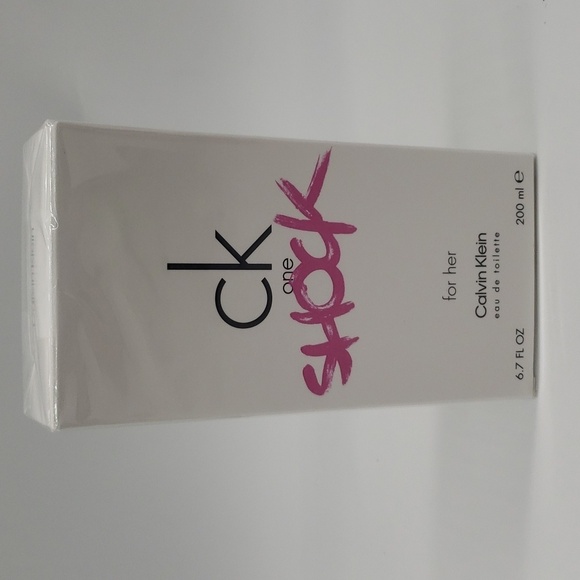 ck
one
SHOCK
for her
Calvin Klein
eau de toilette
6.7 FL OZ 200 ml e